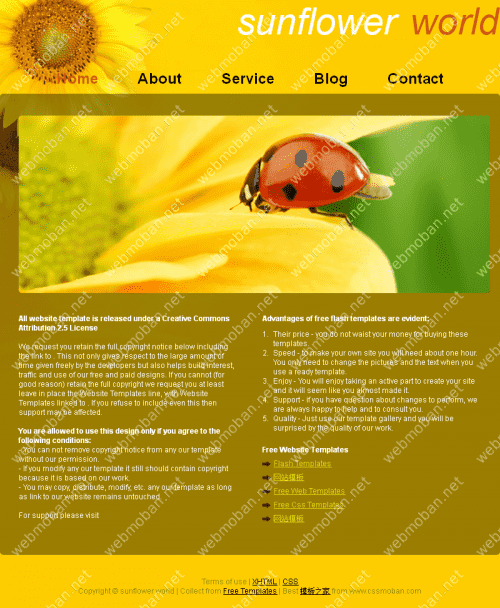 sunflower world
Home About Service Blog Contact
All website template is released under a Creative Commons
Attribution 2.5 License
We request you retain the full copyright notice below including
the link to . This not only gives respect to the large amount of
time given freely by the developers but also helps build interest,
traffic and use of our free and paid designs. If you cannot (for
good reason) retain the full copyright we request you at least
leave in place the Website Templates line, with Website
Templates linked to . If you refuse to include even this then
support may be affected.
You are allowed to use this design only if you agree to the
following conditions:
- You can not remove copyright notice from any our template
without our permission.
- If you modify any our template it still should contain copyright
because it is based on our work.
- You may copy, distribute, modify, etc. any our template as long
as link to our website remains untouched.
For support please visit
Advantages of free flash templates are evident:
1. Their price - you do not waist your money for buying these
templates.
2. Speed - to make your own site you will need about one hour.
You only need to change the pictures and the text when you
use a ready template.
3. Enjoy - You will enjoy taking an active part to create your site
and it will seem like you almost made it.
4. Support - if you have question about changes to perform, we
are always happy to help and to consult you.
5. Quality - Just use our template gallery and you will be
surprised by the quality of our work.
Free Website Templates
Flash Templates
网站模板
Free Web Templates
Free Css Templates
网站模板
Terms of use | XHTML | CSS
Copyright © sunflower world | Collect from Free Templates | Best 模板之家 from www.cssmoban.com
webmoban.net